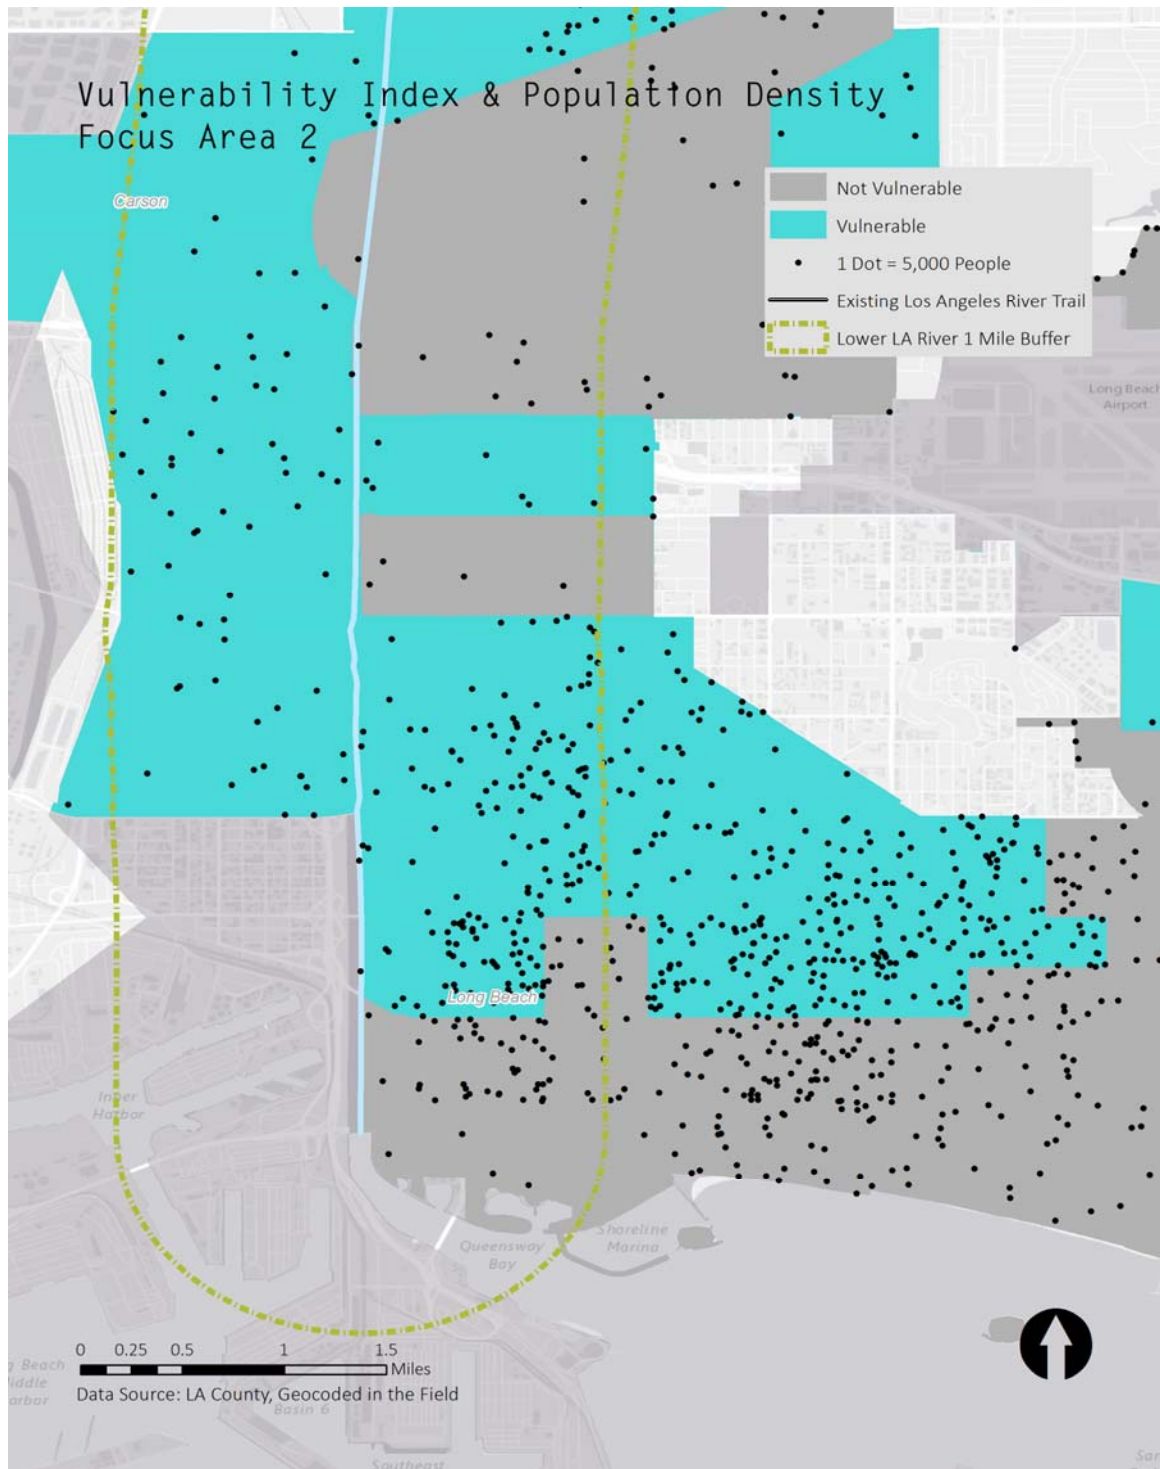 Vulnerability Index & Population Density
Focus Area 2
Carson
Not Vulnerable
Vulnerable
1 Dot = 5,000 People
Existing Los Angeles River Trail
Lower LA River 1 Mile Buffer
Long Beach
Airport
Long Beach
Inner
Harbor
Queensway
Bay
Shoreline
Marina
0 0.25 0.5 1 1.5
Miles
Data Source: LA County, Geocoded in the Field
Beach
Basin 6
Southeast